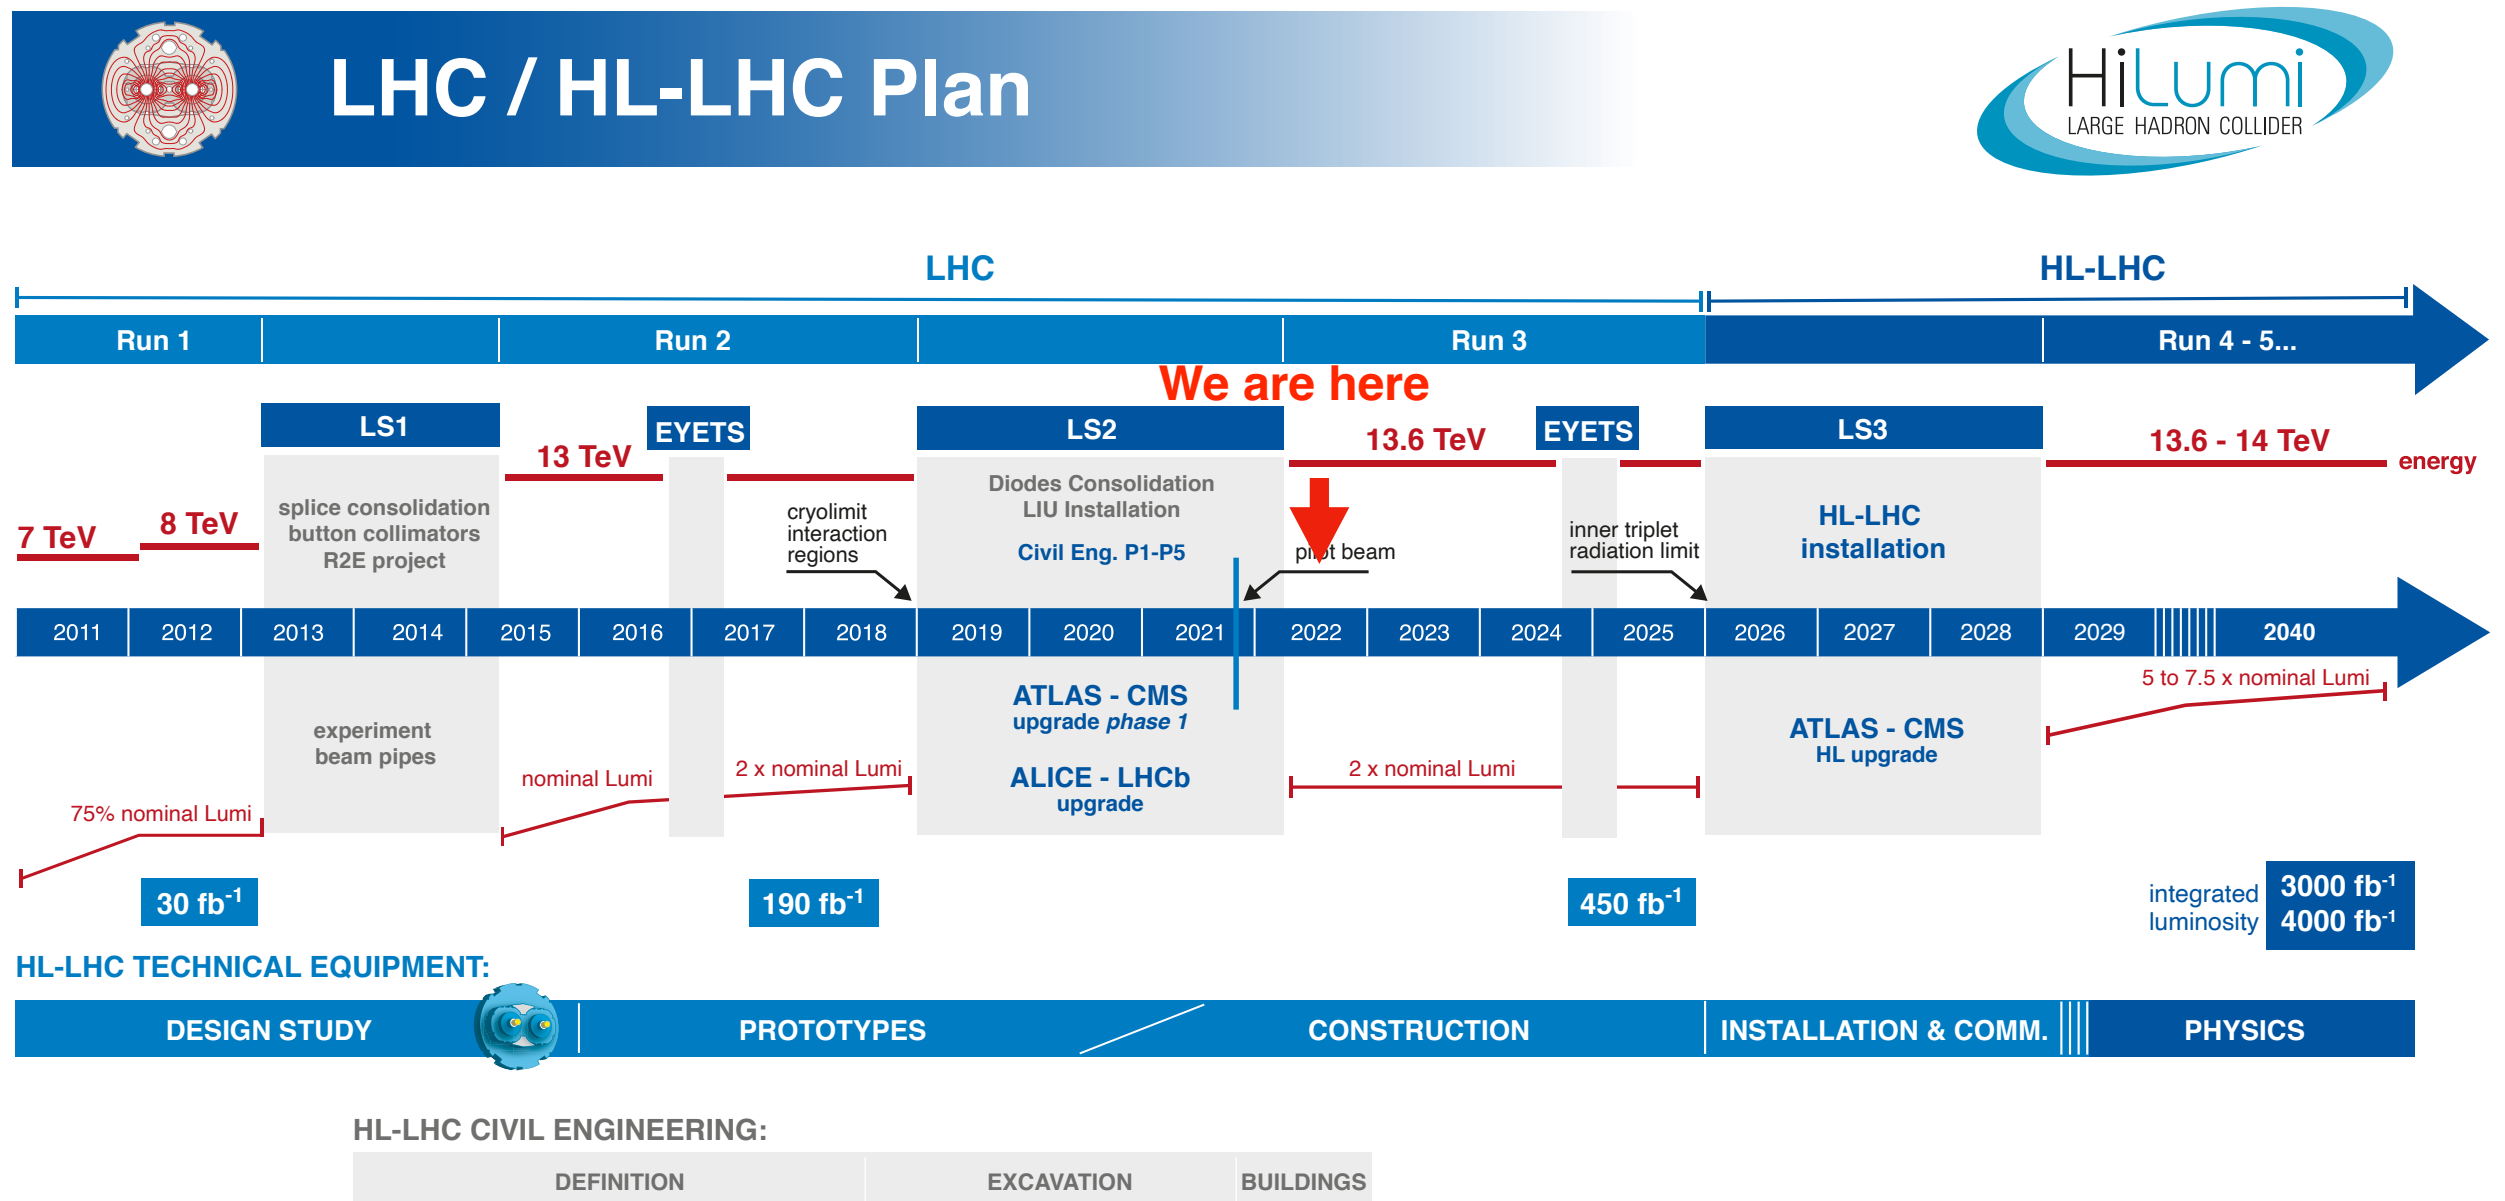 LHC / HL-LHC Plan
HiLumi
LARGE HADRON COLLIDER
LHC
HL-LHC
Run 1
Run 2
Run 3
Run 4 - 5...
We are here
LS1
EYETS
LS2
EYETS
LS3
13 TeV
13.6 TeV
13.6 - 14 TeV
energy
7 TeV
8 TeV
splice consolidation
button collimators
R2E project
cryolimit
interaction
regions
Diodes Consolidation
LIU Installation
Civil Eng. P1-P5
pilot beam
inner triplet
radiation limit
HL-LHC
installation
2011 2012 2013 2014 2015 2016 2017 2018 2019 2020 2021 2022 2023 2024 2025 2026 2027 2028 2029 2040
experiment
beam pipes
ATLAS - CMS
upgrade phase 1
ALICE - LHCb
upgrade
ATLAS - CMS
HL upgrade
5 to 7.5 x nominal Lumi
75% nominal Lumi
nominal Lumi
2 x nominal Lumi
2 x nominal Lumi
30 fb-1
190 fb-1
450 fb-1
integrated
luminosity
3000 fb-1
4000 fb-1
HL-LHC TECHNICAL EQUIPMENT:
DESIGN STUDY
PROTOTYPES
CONSTRUCTION
INSTALLATION & COMM.
PHYSICS
HL-LHC CIVIL ENGINEERING:
DEFINITION
EXCAVATION
BUILDINGS